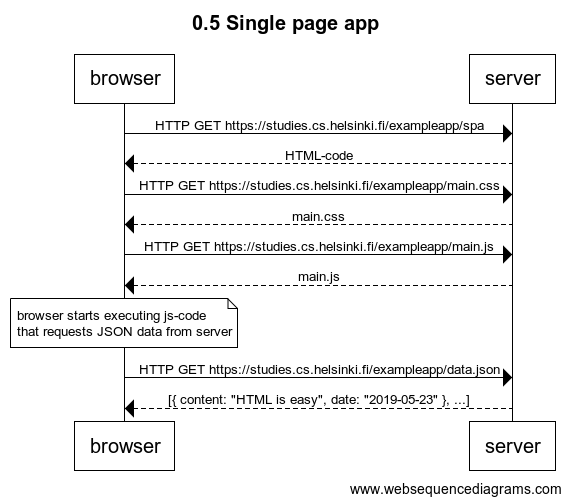 0.5 Single page app
browser server
HTTP GET https://studies.cs.helsinki.fi/exampleapp/spa
HTML-code
HTTP GET https://studies.cs.helsinki.fi/exampleapp/main.css
main.css
HTTP GET https://studies.cs.helsinki.fi/exampleapp/main.js
main.js
browser starts executing js-code
that requests JSON data from server
HTTP GET https://studies.cs.helsinki.fi/exampleapp/data.json
[{ content: "HTML is easy", date: "2019-05-23" }, ...]
browser server
www.websequencediagrams.com